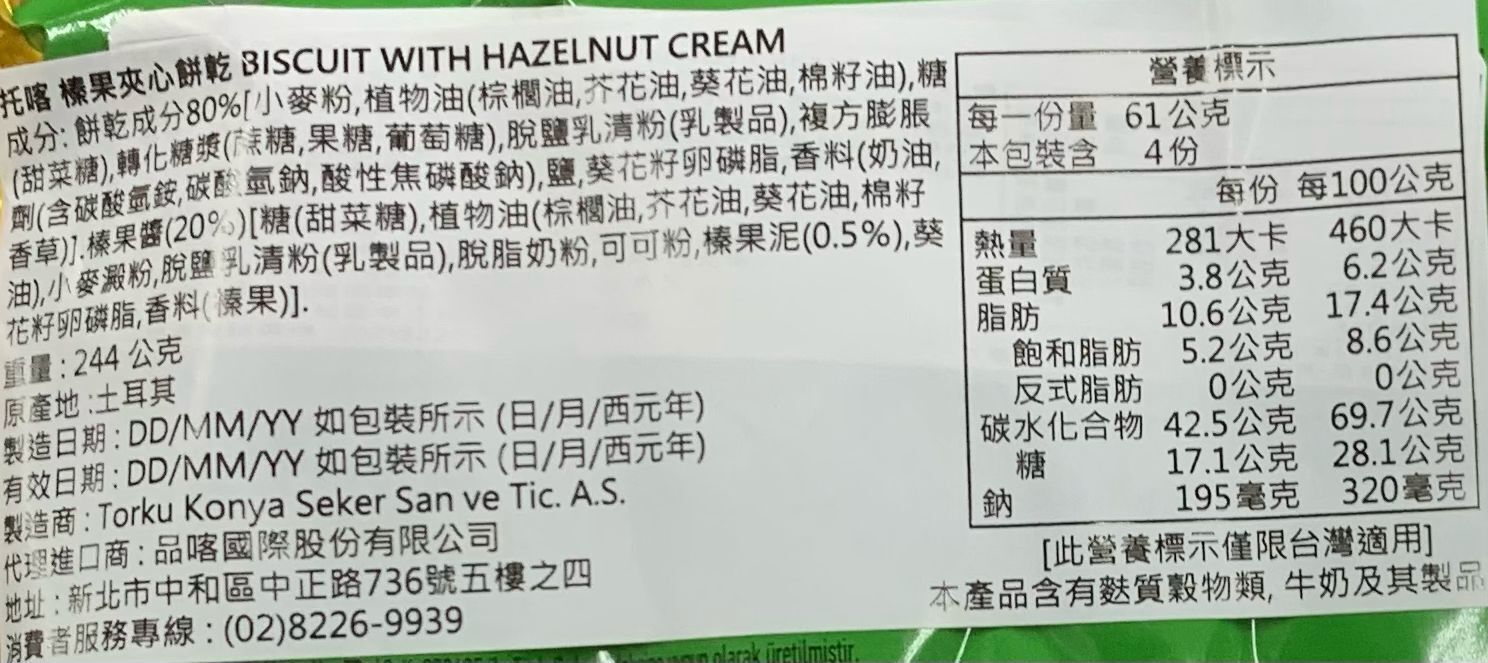 托喀 榛果夾心餅乾 BISCUIT WITH HAZELNUT CREAM
成分: 餅乾成分80%[小麥粉,植物油(棕櫚油,芥花油,葵花油,棉籽油),糖
(甜菜糖),轉化糖漿(蔗糖,果糖,葡萄糖),脫鹽乳清粉(乳製品),複方膨脹
劑(含碳酸氫銨,碳酸氫鈉,酸性焦磷酸鈉),鹽,葵花籽卵磷脂,香料(奶油,
香草)].榛果醬(20%)[糖(甜菜糖),植物油(棕櫚油,芥花油,葵花油,棉籽
油),小麥澱粉,脫鹽乳清粉(乳製品),脫脂奶粉,可可粉,榛果泥(0.5%),葵
花籽卵磷脂,香料(榛果)].
重量:244 公克
原產地:土耳其
製造日期:DD/MM/YY 如包裝所示 (日/月/西元年)
有效日期:DD/MM/YY 如包裝所示 (日/月/西元年)
製造商:Torku Konya Seker San ve Tic. A.S.
代理進口商:品喀國際股份有限公司
地址:新北市中和區中正路736號五樓之四
消費者服務專線:(02)8226-9939
營養標示
每一份量 61公克
本包裝含 4份
每份 每100公克
熱量 281大卡 460大卡
蛋白質 3.8公克 6.2公克
脂肪 10.6公克 17.4公克
飽和脂肪 5.2公克 8.6公克
反式脂肪 0公克 0公克
碳水化合物 42.5公克 69.7公克
糖 17.1公克 28.1公克
鈉 195毫克 320毫克
[此營養標示僅限台灣適用]
本產品含有麩質穀物類, 牛奶及其製品
olarak üretilmiştir.